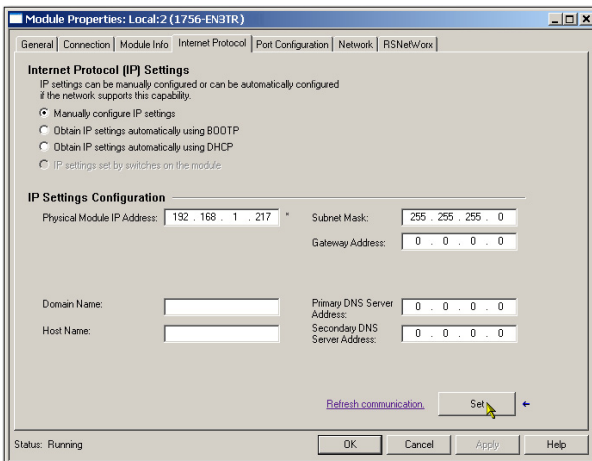 Module Properties: Local:2 (1756-EN3TR)
General Connection Module Info Internet Protocol Port Configuration Network RSNetWorx
Internet Protocol (IP) Settings
IP settings can be manually configured or can be automatically configured
if the network supports this capability.
Manually configure IP settings
Obtain IP settings automatically using BOOTP
Obtain IP settings automatically using DHCP
IP settings set by switches on the module
IP Settings Configuration
Physical Module IP Address: 192 . 168 . 1 . 217 * Subnet Mask: 255 . 255 . 255 . 0
Gateway Address: 0 . 0 . 0 . 0
Domain Name: Primary DNS Server
Address: 0 . 0 . 0 . 0
Host Name: Secondary DNS
Server Address: 0 . 0 . 0 . 0
Refresh communication. Set ←
Status: Running OK Cancel Apply Help